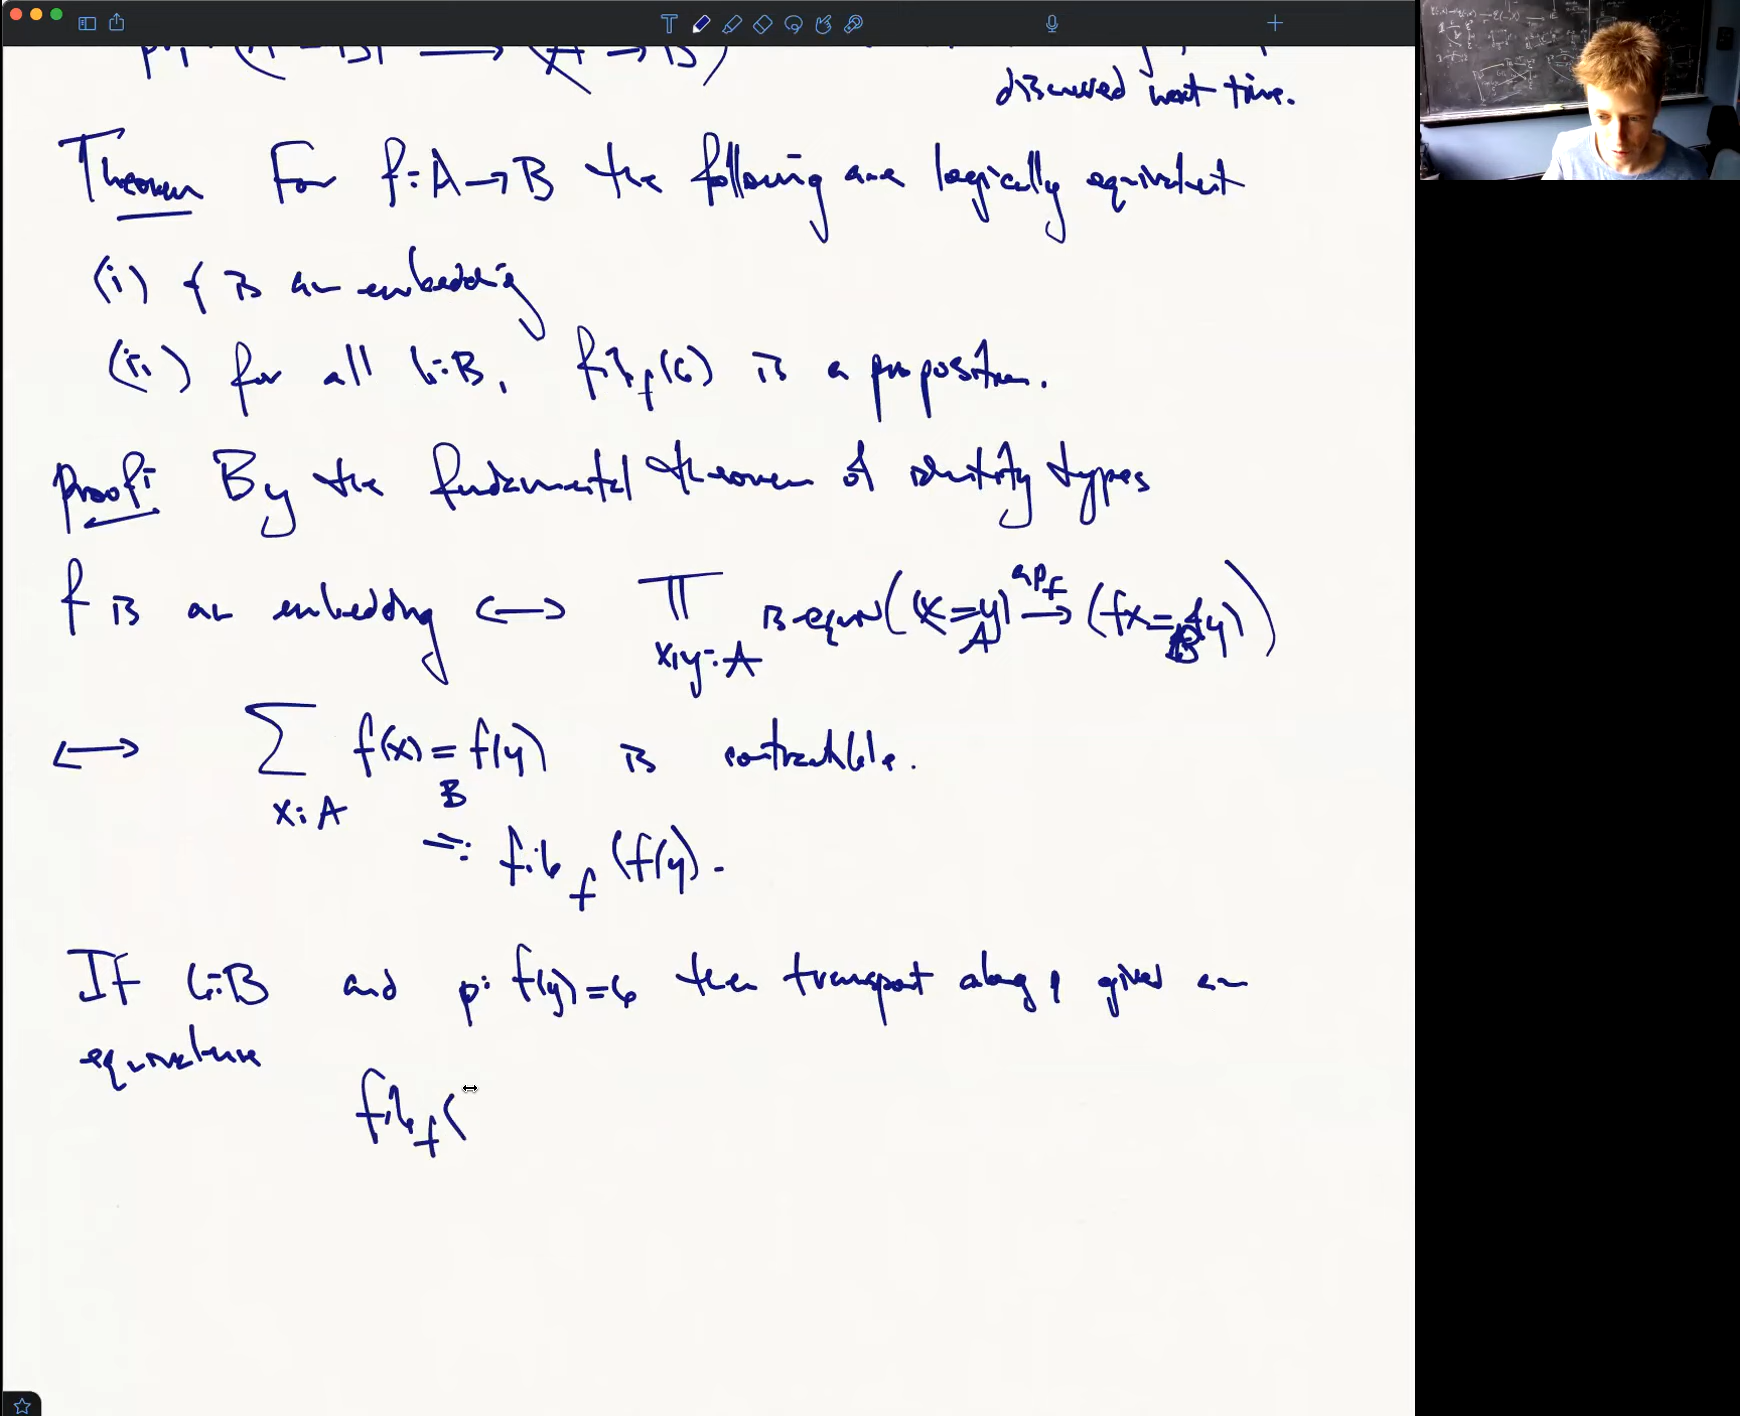 discussed next time.
Theorem For f:A→B the following are logically equivalent
(i) f is an embedding
(ii) for all b:B, fib_f(b) is a proposition.
Proof: By the fundamental theorem of identity types
f is an embedding ⟷ Π_{x,y:A} is-equiv((x=_A y) →^{ap_f} (fx=_B fy))
⟷ Σ_{x:A} f(x)=_B f(y) is contractible.
≕ fib_f(f(y).
If b:B and p: f(y)=b then transport along p gives an
equivalence
fib_f(